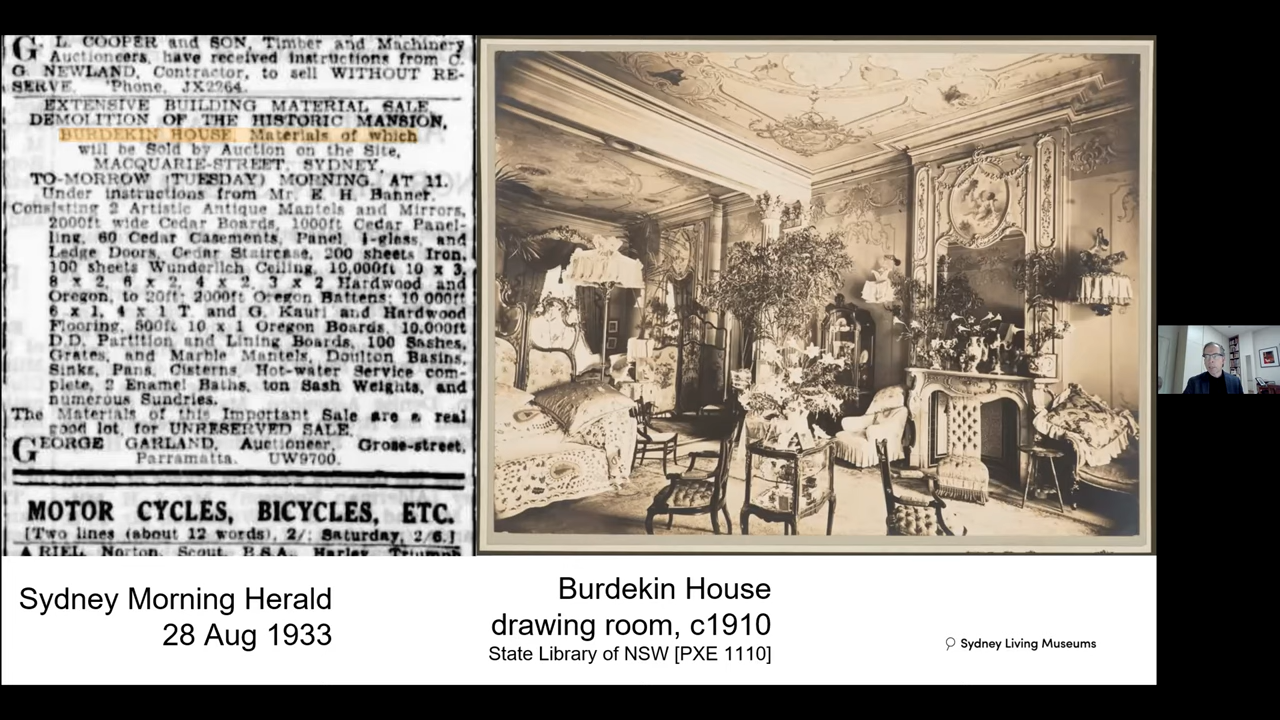 G L. COOPER and SON, Timber and Machinery
Auctioneers, have received instructions from C.
G. NEWLAND, Contractor, to sell WITHOUT RE-
SERVE. 'Phone, JX2264.
EXTENSIVE BUILDING MATERIAL SALE.
DEMOLITION OF THE HISTORIC MANSION,
BURDEKIN HOUSE, Materials of which
will be Sold by Auction on the Site,
MACQUARIE-STREET, SYDNEY,
TO-MORROW (TUESDAY) MORNING, AT 11.
Under instructions from Mr. E. H. Banner.
Consisting 2 Artistic Antique Mantels and Mirrors,
2000ft wide Cedar Boards, 1000ft Cedar Panel-
ling, 60 Cedar Casements, Panel, ½-glass, and
Ledge Doors, Cedar Staircase, 200 sheets Iron,
100 sheets Wunderlich Ceiling, 10,000ft 10 x 3,
8 x 2, 6 x 2, 4 x 2, 3 x 2 Hardwood and
Oregon, to 20ft; 2000ft Oregon Battens; 10,000ft
6 x 1, 4 x 1 T. and G. Kauri and Hardwood
Flooring, 500ft 10 x 1 Oregon Boards, 10,000ft
D.D. Partition and Lining Boards, 100 Sashes,
Grates, and Marble Mantels, Doulton Basins,
Sinks, Pans, Cisterns, Hot-water Service com-
plete, 2 Enamel Baths, ton Sash Weights, and
numerous Sundries.
The Materials of this Important Sale are a real
good lot, for UNRESERVED SALE.
GEORGE GARLAND, Auctioneer, Grose-street,
Parramatta. UW9700.
MOTOR CYCLES, BICYCLES, ETC.
[Two lines (about 12 words), 2/; Saturday, 2/6.]
ARIEL, Norton, Scout, B.S.A., Harley, Triumph
Sydney Morning Herald
28 Aug 1933
Burdekin House
drawing room, c1910
State Library of NSW [PXE 1110]
Sydney Living Museums